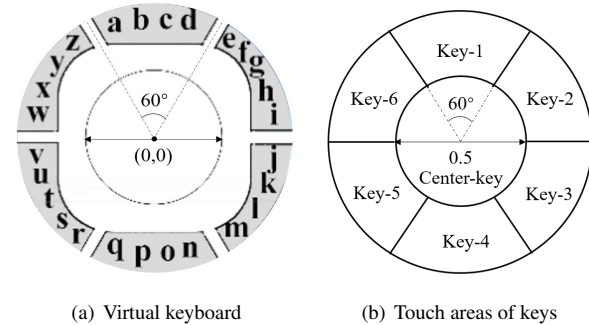 a b c d
e f g h i
j k l m
n o p q
r s t u v
w x y z
60°
(0,0)
(a) Virtual keyboard
Key-1
Key-6
60°
Key-2
0.5
Center-key
Key-5
Key-3
Key-4
(b) Touch areas of keys